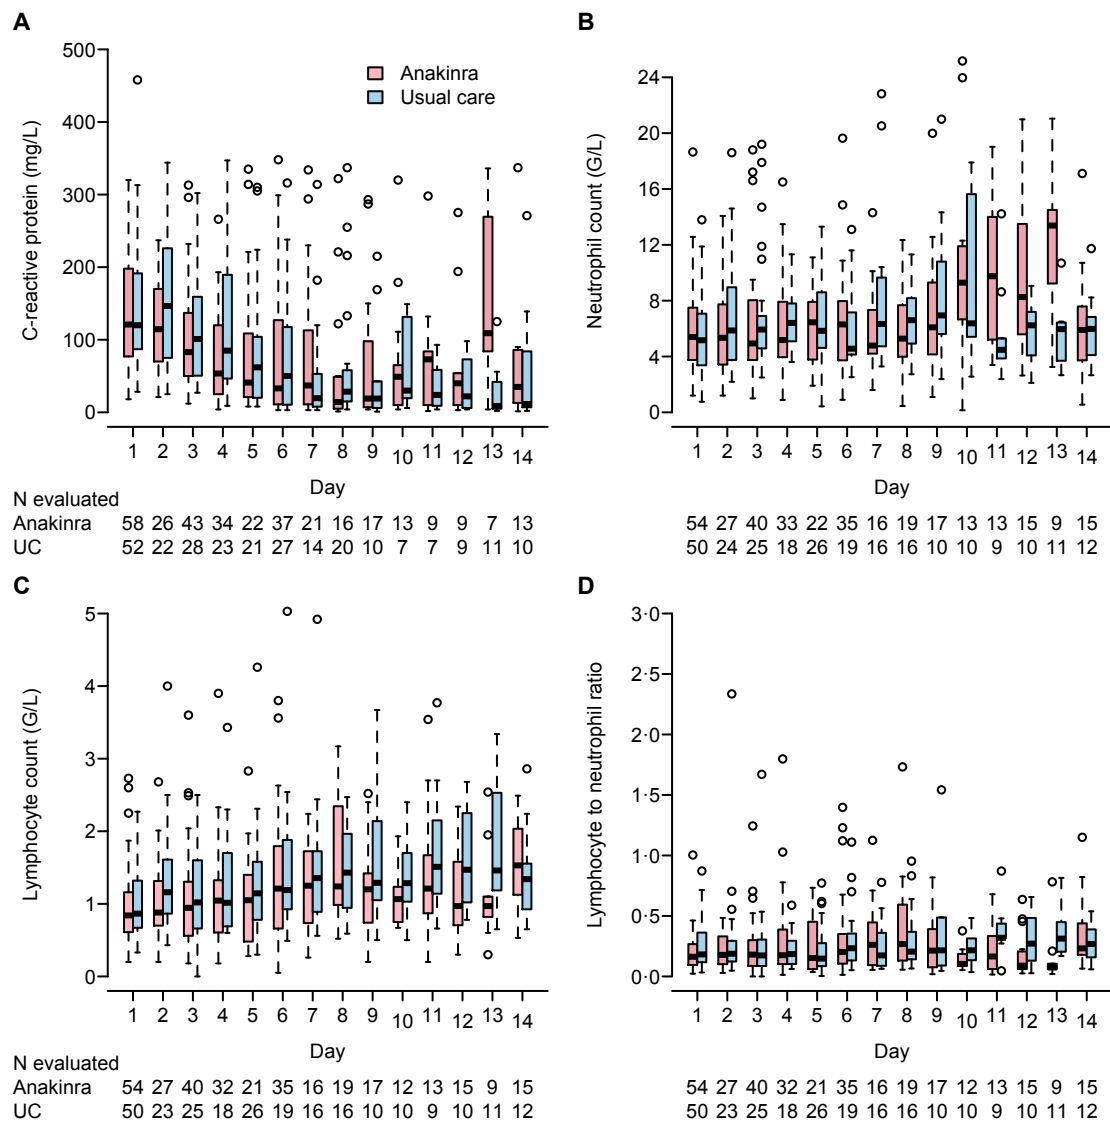 A
500
400
300
200
100
0
C-reactive protein (mg/L)
Anakinra
Usual care
1 2 3 4 5 6 7 8 9 10 11 12 13 14
Day
N evaluated
Anakinra 58 26 43 34 22 37 21 16 17 13 9 9 7 13
UC 52 22 28 23 21 27 14 20 10 7 7 9 11 10
B
24
20
16
12
8
4
0
Neutrophil count (G/L)
1 2 3 4 5 6 7 8 9 10 11 12 13 14
Day
54 27 40 33 22 35 16 19 17 13 13 15 9 15
50 24 25 18 26 19 16 16 10 10 9 10 11 12
C
5
4
3
2
1
0
Lymphocyte count (G/L)
1 2 3 4 5 6 7 8 9 10 11 12 13 14
Day
N evaluated
Anakinra 54 27 40 32 21 35 16 19 17 12 13 15 9 15
UC 50 23 25 18 26 19 16 16 10 10 9 10 11 12
D
3·0
2·5
2·0
1·5
1·0
0·5
0·0
Lymphocyte to neutrophil ratio
1 2 3 4 5 6 7 8 9 10 11 12 13 14
Day
54 27 40 32 21 35 16 19 17 12 13 15 9 15
50 23 25 18 26 19 16 16 10 10 9 10 11 12